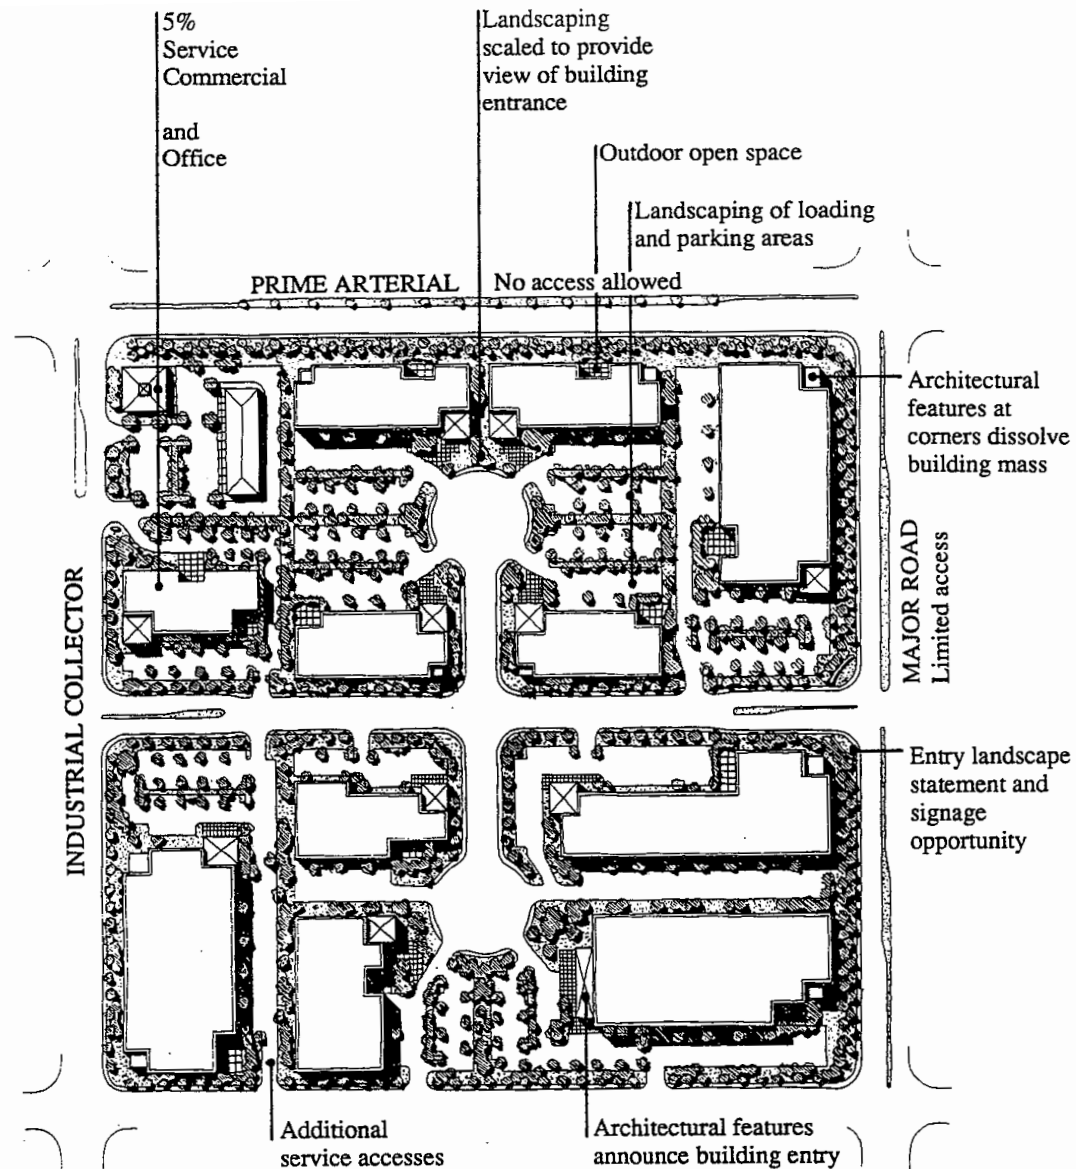 5%
Service
Commercial
and
Office
Landscaping
scaled to provide
view of building
entrance
Outdoor open space
Landscaping of loading
and parking areas
PRIME ARTERIAL No access allowed
Architectural
features at
corners dissolve
building mass
INDUSTRIAL COLLECTOR
MAJOR ROAD
Limited access
Entry landscape
statement and
signage
opportunity
Additional
service accesses
Architectural features
announce building entry